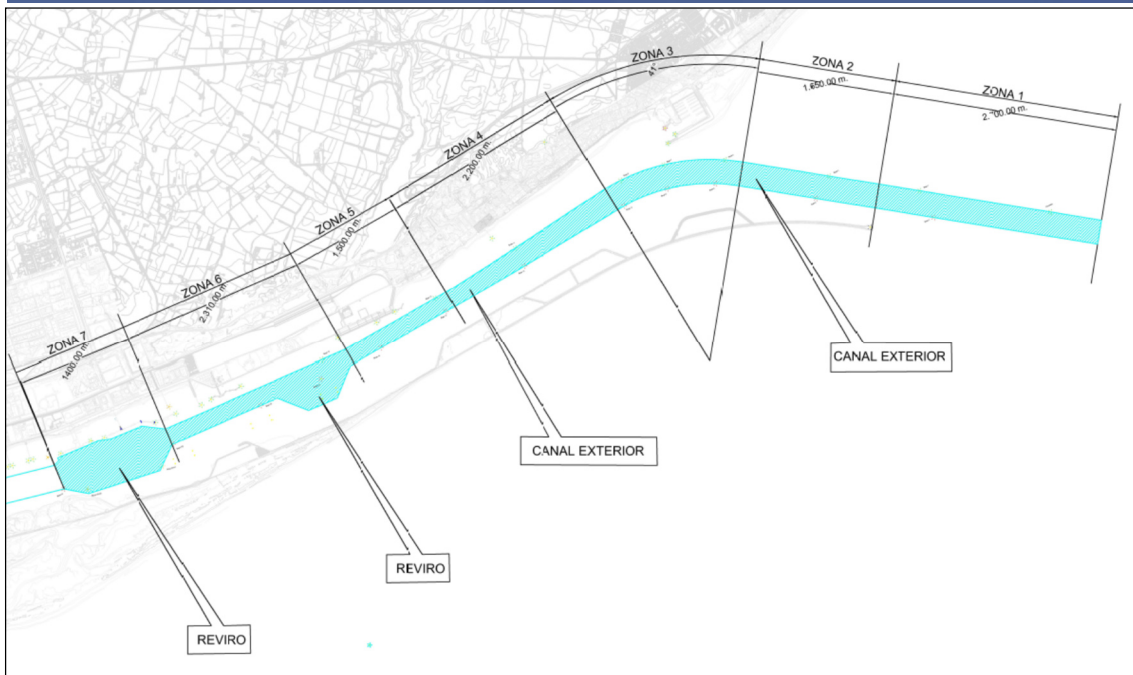 ZONA 3
41°
ZONA 2
1.650.00 m.
ZONA 1
ZONA 4
2.200.00 m.
ZONA 5
1.500.00 m.
ZONA 6
2.310.00 m.
ZONA 7
1400.00 m.
CANAL EXTERIOR
CANAL EXTERIOR
REVIRO
REVIRO